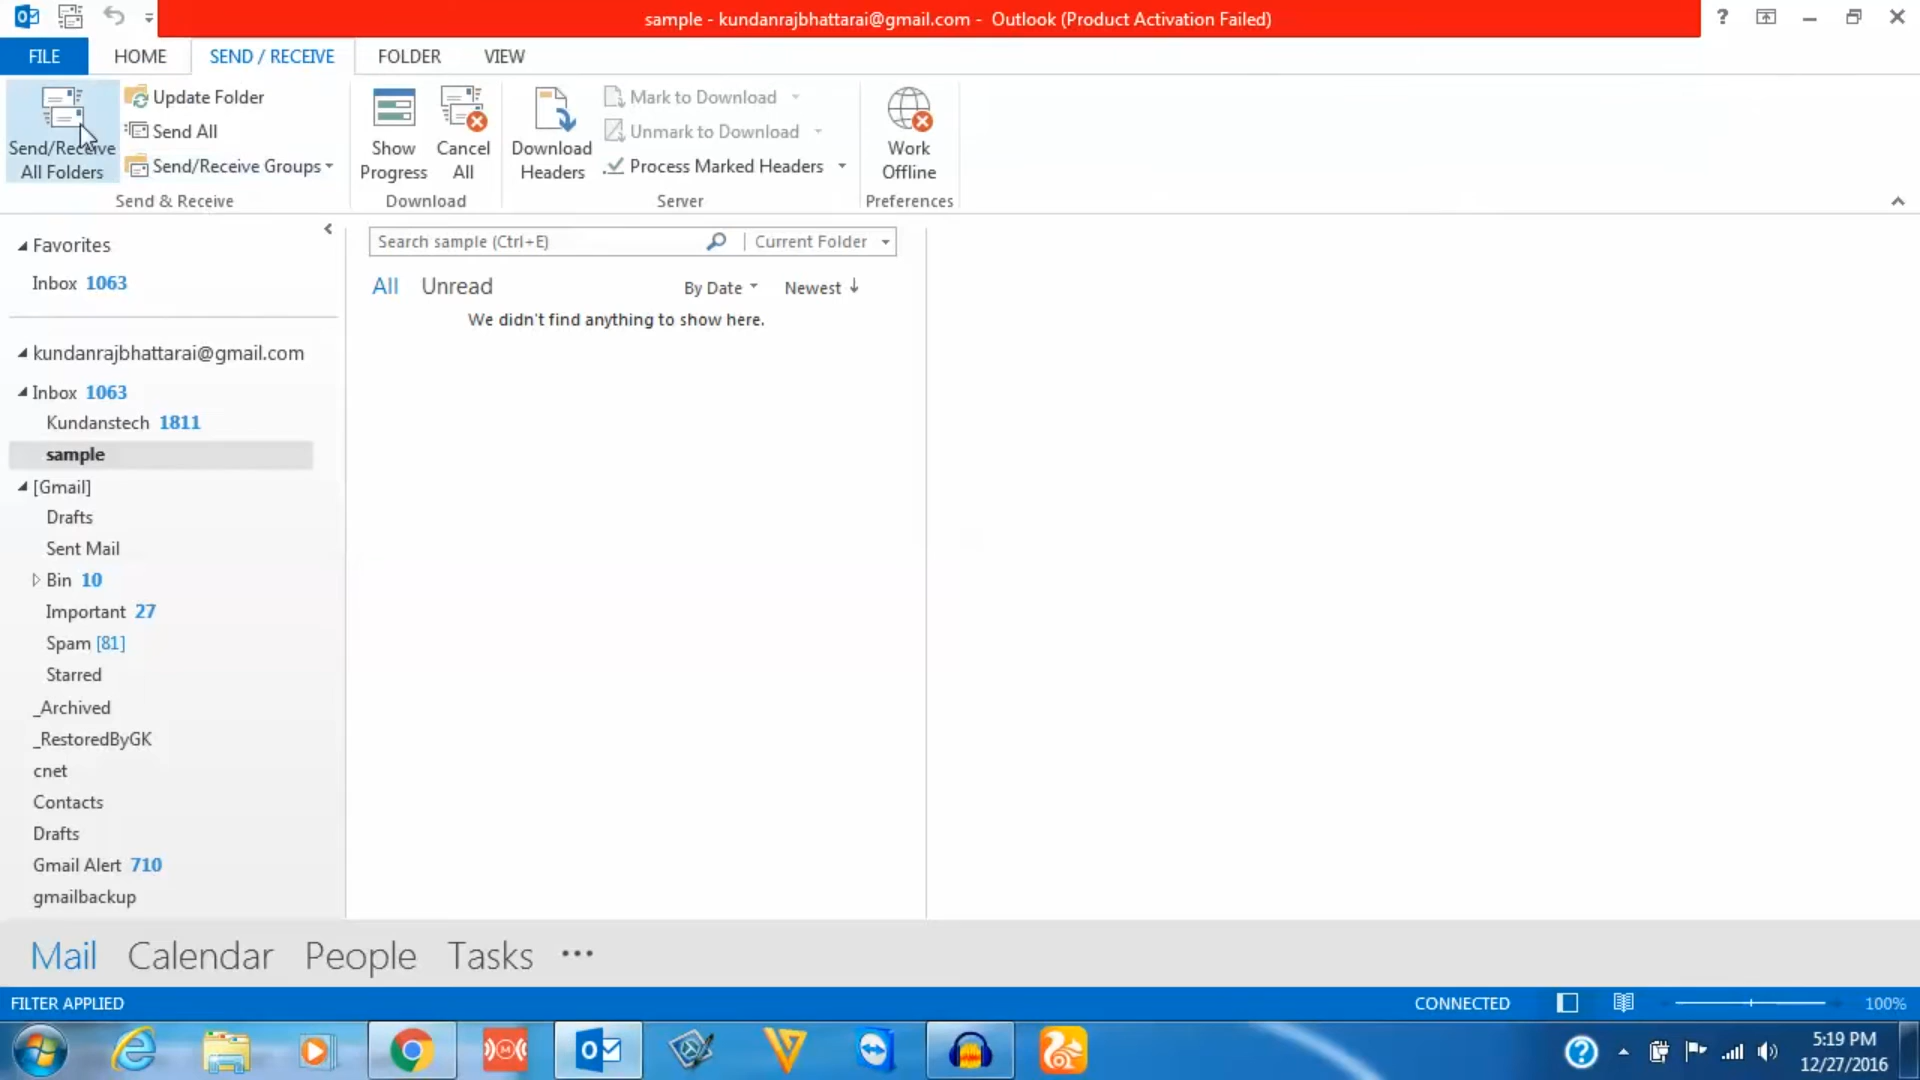 sample - kundanrajbhattarai@gmail.com - Outlook (Product Activation Failed)
FILE HOME SEND / RECEIVE FOLDER VIEW
Send/Receive All Folders
Update Folder
Send All
Send/Receive Groups
Send & Receive
Show Progress
Cancel All
Download
Download Headers
Mark to Download
Unmark to Download
Process Marked Headers
Server
Work Offline
Preferences
Favorites
Inbox 1063
kundanrajbhattarai@gmail.com
Inbox 1063
Kundanstech 1811
sample
[Gmail]
Drafts
Sent Mail
Bin 10
Important 27
Spam [81]
Starred
_Archived
_RestoredByGK
cnet
Contacts
Drafts
Gmail Alert 710
gmailbackup
Search sample (Ctrl+E) Current Folder
All Unread By Date Newest
We didn't find anything to show here.
Mail Calendar People Tasks ···
FILTER APPLIED CONNECTED 100%
5:19 PM
12/27/2016